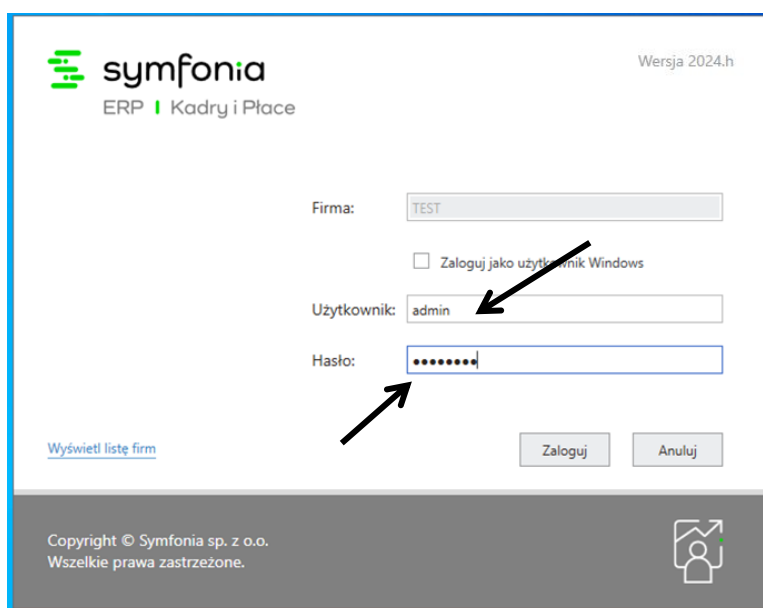 symfonia
Wersja 2024.h
ERP | Kadry i Płace
Firma: TEST
Zaloguj jako użytkownik Windows
Użytkownik: admin
Hasło: ●●●●●●●●
Wyświetl listę firm
Zaloguj
Anuluj
Copyright © Symfonia sp. z o.o.
Wszelkie prawa zastrzeżone.